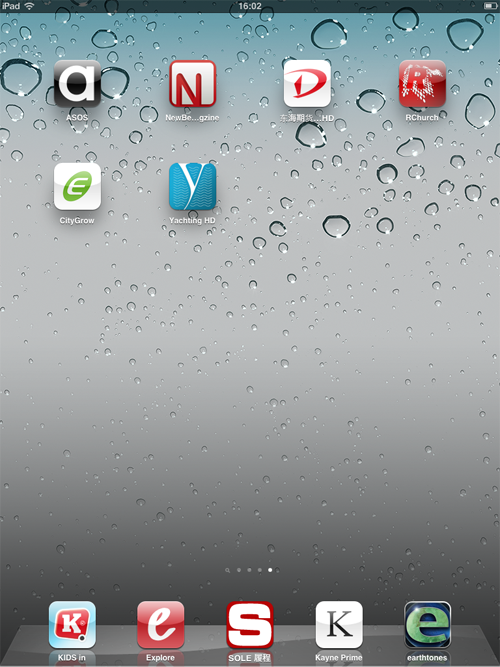 iPad 16:02
a N D R
ASOS NewBe...gzine 东海期货...HD RChurch
E y
CityGrow Yachting HD
K e S K e
KIDS in Explore SOLE 履程 Kayne Prime earthtones